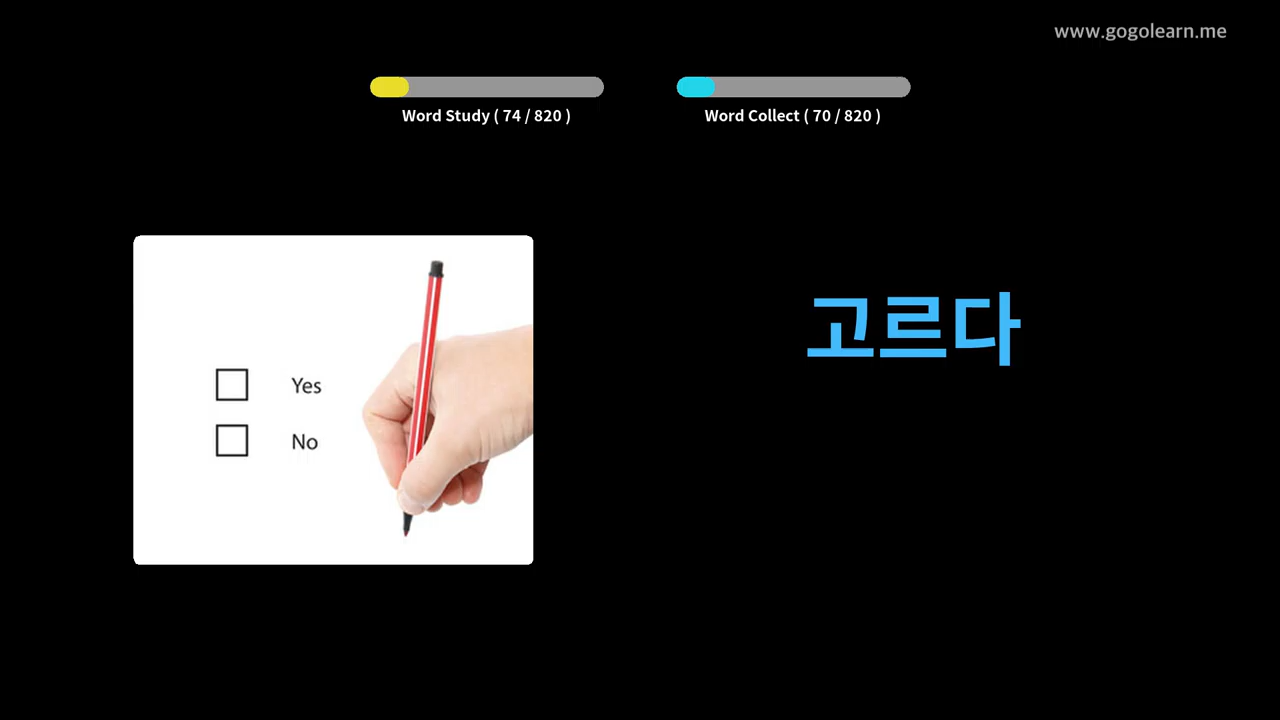 www.gogolearn.me
Word Study ( 74 / 820 )
Word Collect ( 70 / 820 )
고르다
Yes
No